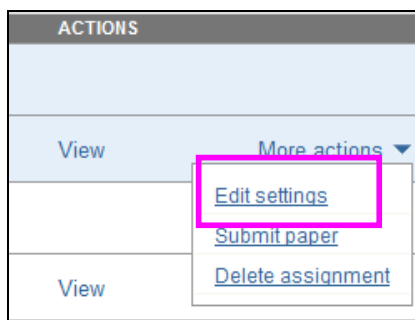 ACTIONS
View More actions
Edit settings
Submit paper
Delete assignment
View